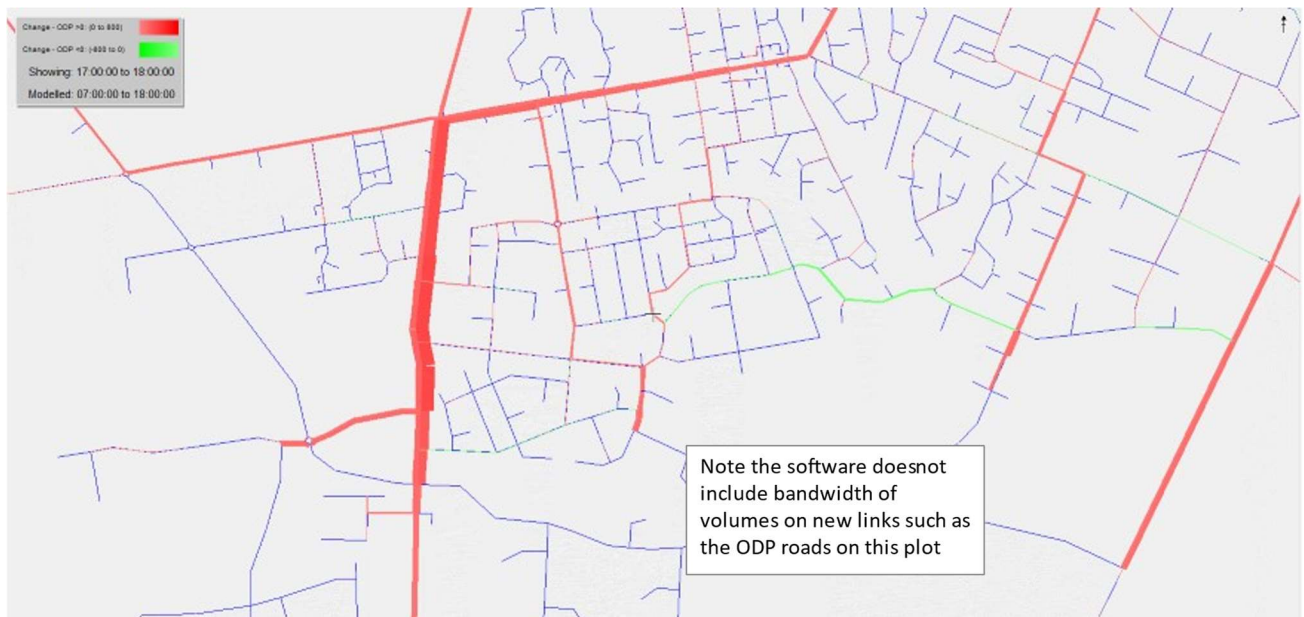 Change - ODP >0: (0 to 800)
Change - ODP <0: (-800 to 0)
Showing: 17:00:00 to 18:00:00
Modelled: 07:00:00 to 18:00:00
Note the software doesnot
include bandwidth of
volumes on new links such as
the ODP roads on this plot